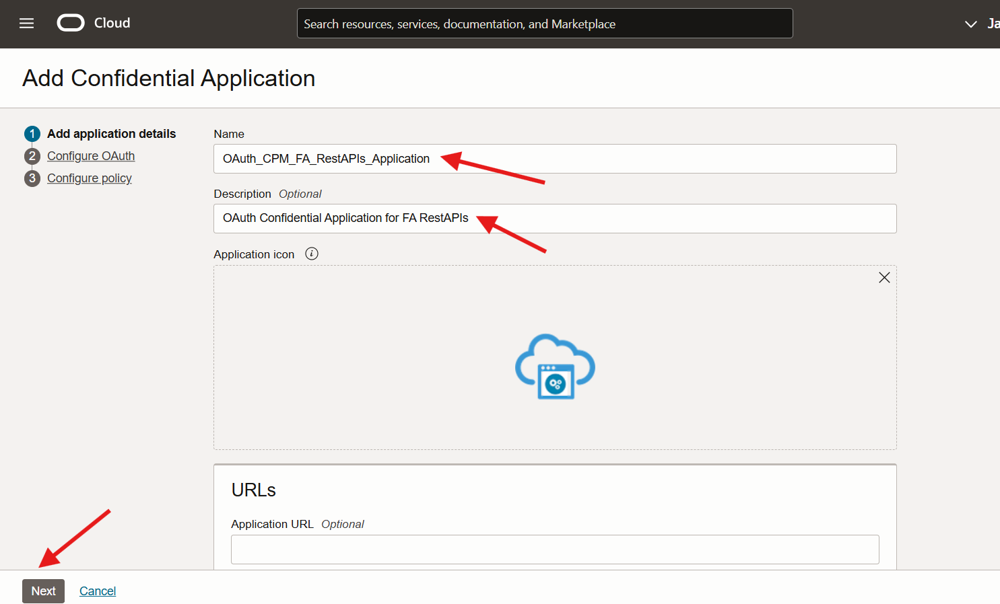 Cloud
Search resources, services, documentation, and Marketplace
Ja
Add Confidential Application
1 Add application details
2 Configure OAuth
3 Configure policy
Name
OAuth_CPM_FA_RestAPIs_Application
Description Optional
OAuth Confidential Application for FA RestAPIs
Application icon i
URLs
Application URL Optional
Next Cancel